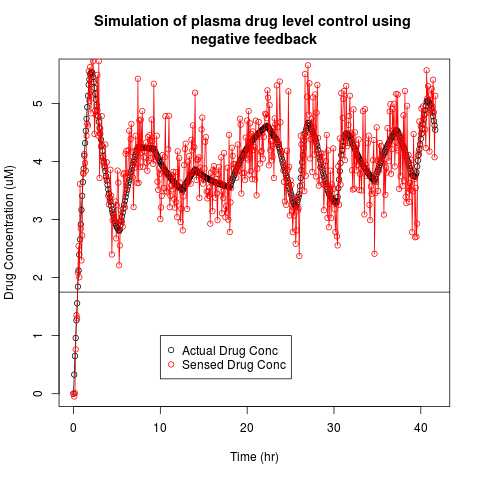 Simulation of plasma drug level control using
negative feedback
Drug Concentration (uM)
5
4
3
2
1
0
Actual Drug Conc
Sensed Drug Conc
0 10 20 30 40
Time (hr)